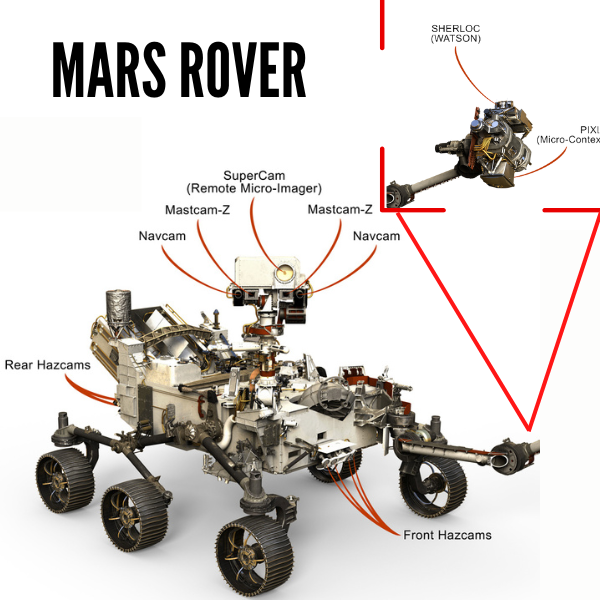 MARS ROVER
SHERLOC
(WATSON)
PIXL
(Micro-Contex
SuperCam
(Remote Micro-Imager)
Mastcam-Z
Mastcam-Z
Navcam
Navcam
Rear Hazcams
Front Hazcams